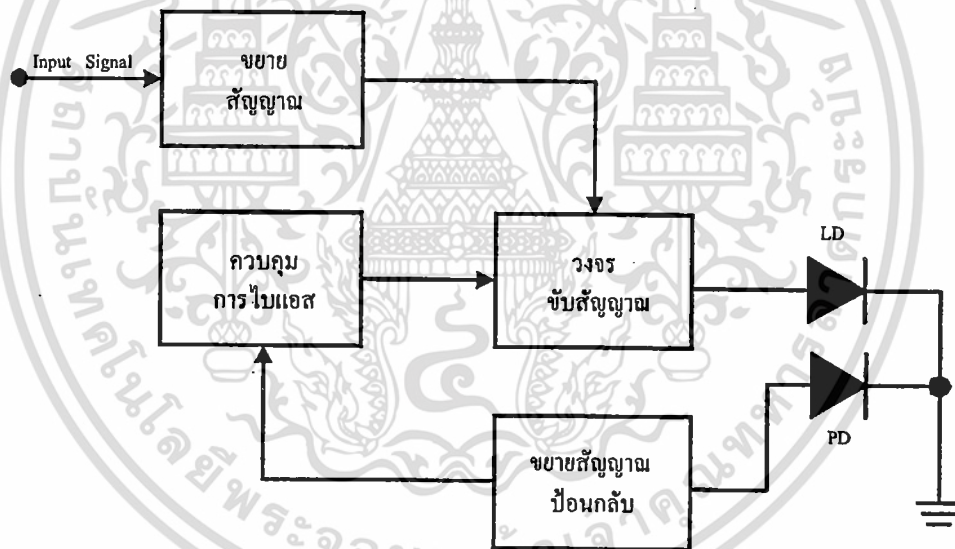 Input Signal
ขยาย
สัญญาณ
ควบคุม
การไบแอส
วงจร
ขับสัญญาณ
LD
PD
ขยายสัญญาณ
ป้อนกลับ